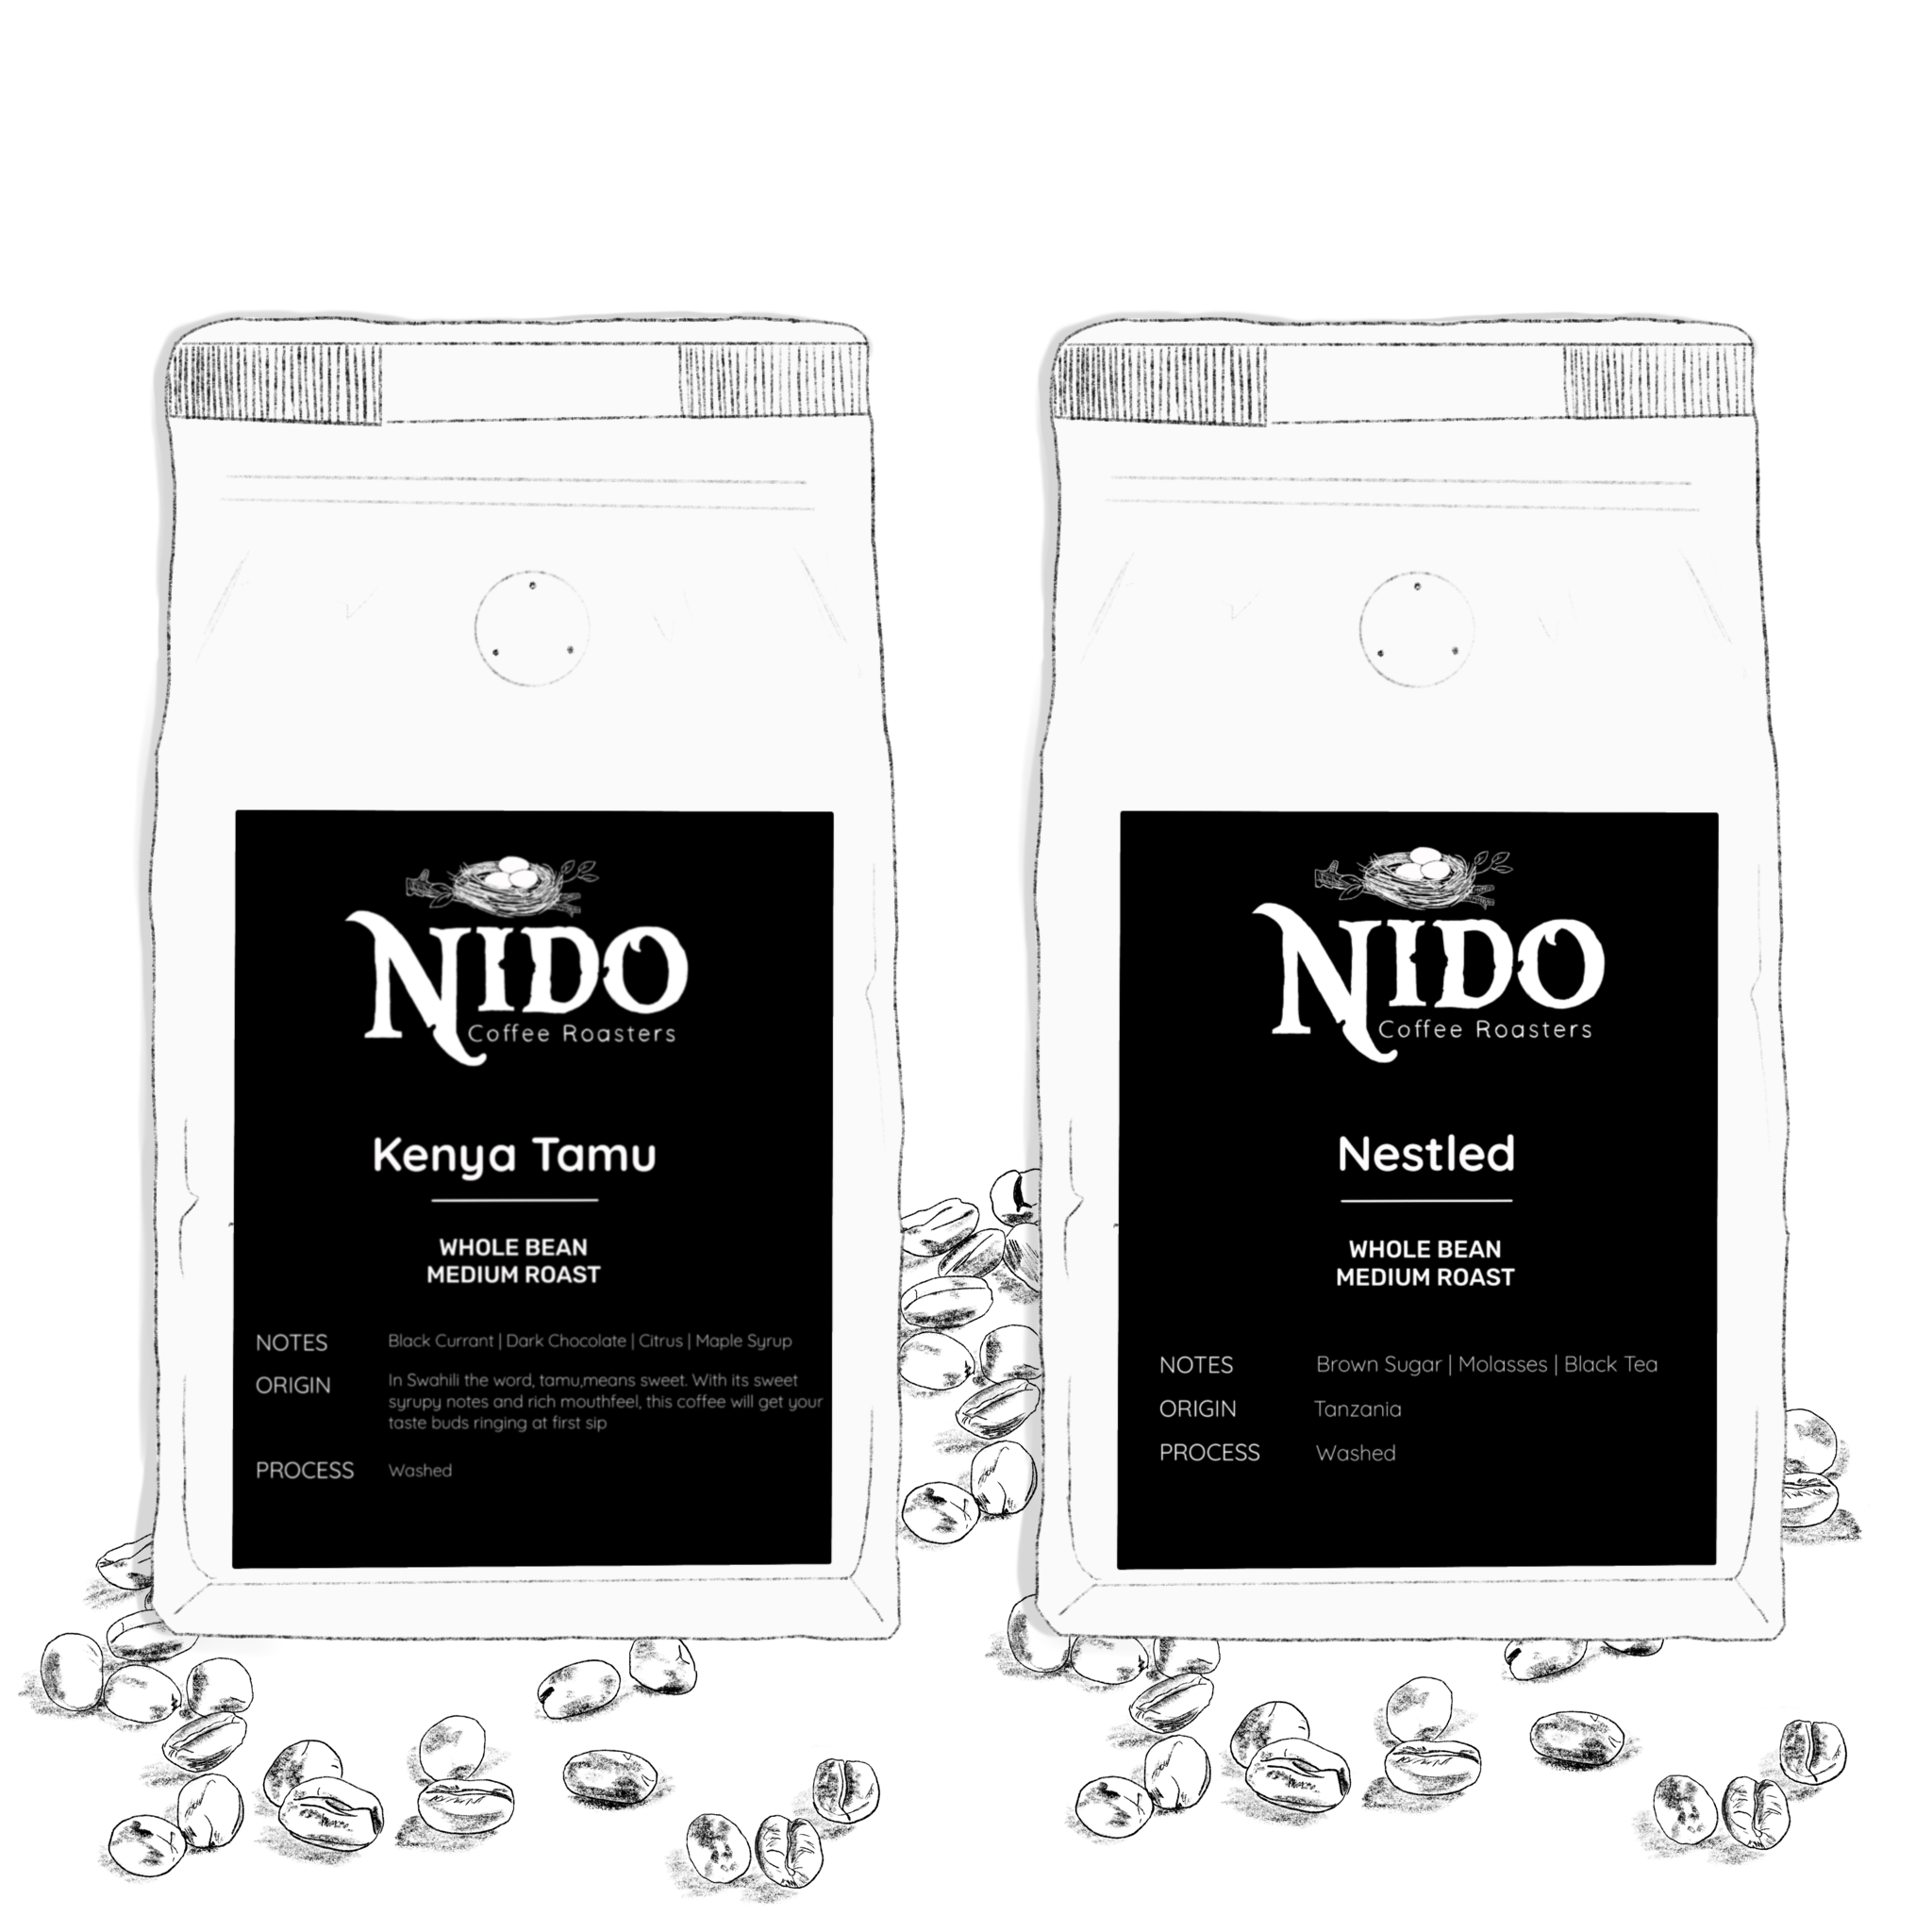 NIDO
Coffee Roasters
Kenya Tamu
WHOLE BEAN
MEDIUM ROAST
NOTES Black Currant | Dark Chocolate | Citrus | Maple Syrup
ORIGIN In Swahili the word, tamu,means sweet. With its sweet
syrupy notes and rich mouthfeel, this coffee will get your
taste buds ringing at first sip
PROCESS Washed
NIDO
Coffee Roasters
Nestled
WHOLE BEAN
MEDIUM ROAST
NOTES Brown Sugar | Molasses | Black Tea
ORIGIN Tanzania
PROCESS Washed